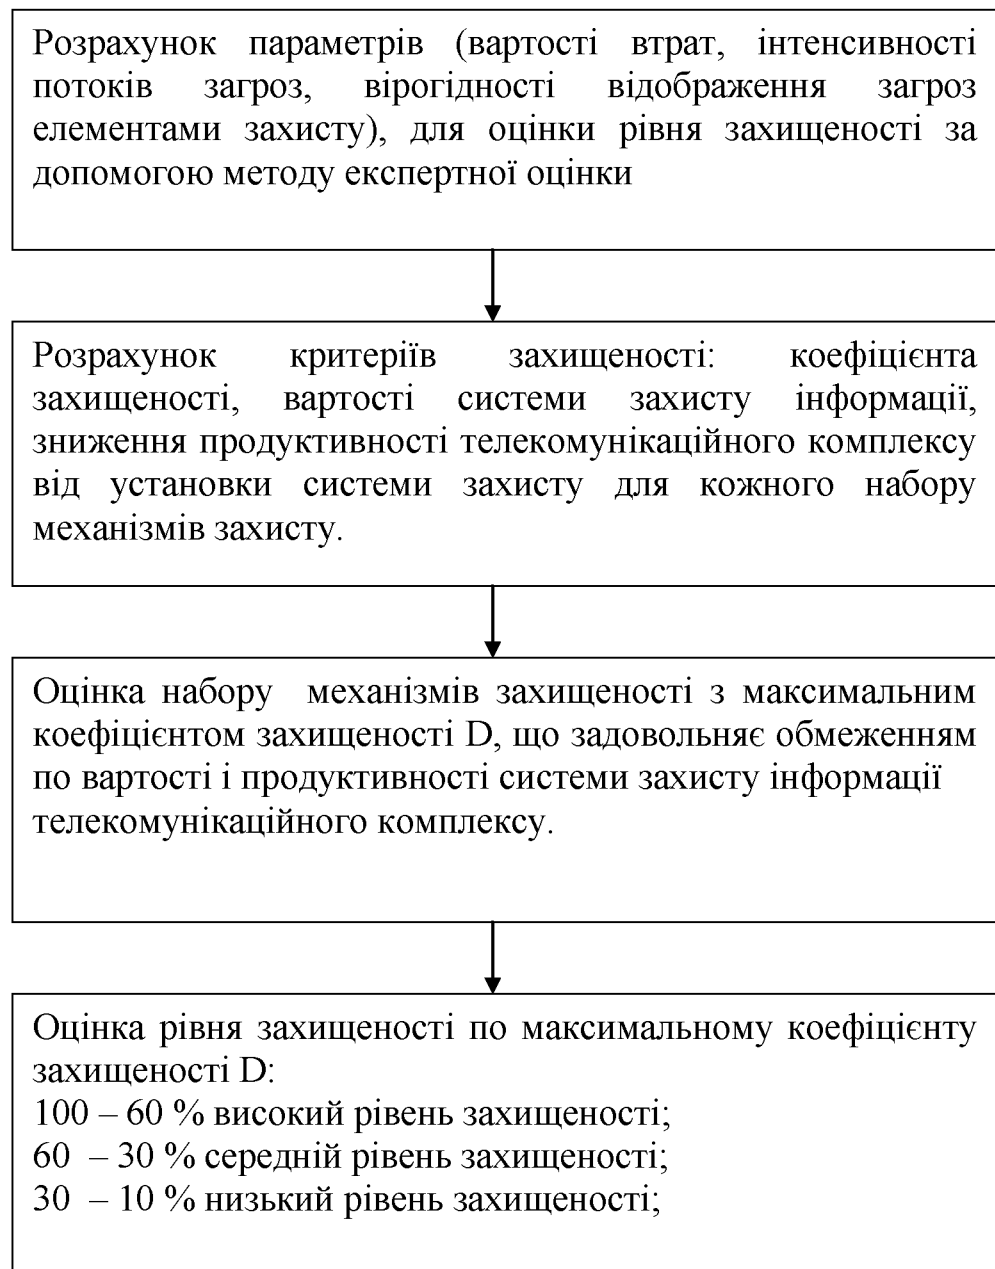 Розрахунок параметрів (вартості втрат, інтенсивності
потоків загроз, вірогідності відображення загроз
елементами захисту), для оцінки рівня захищеності за
допомогою методу експертної оцінки
Розрахунок критеріїв захищеності: коефіцієнта
захищеності, вартості системи захисту інформації,
зниження продуктивності телекомунікаційного комплексу
від установки системи захисту для кожного набору
механізмів захисту.
Оцінка набору механізмів захищеності з максимальним
коефіцієнтом захищеності D, що задовольняє обмеженням
по вартості і продуктивності системи захисту інформації
телекомунікаційного комплексу.
Оцінка рівня захищеності по максимальному коефіцієнту
захищеності D:
100 – 60 % високий рівень захищеності;
60 – 30 % середній рівень захищеності;
30 – 10 % низький рівень захищеності;